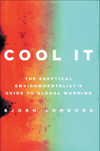 COOL IT
THE SKEPTICAL
ENVIRONMENTALIST'S
GUIDE TO GLOBAL WARMING
BJORN LOMBORG